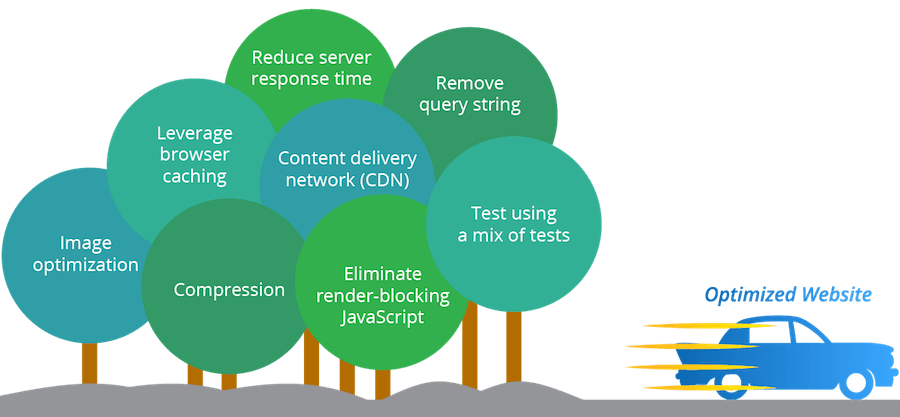 Reduce server
response time
Remove
query string
Leverage
browser
caching
Content delivery
network (CDN)
Test using
a mix of tests
Image
optimization
Compression
Eliminate
render-blocking
JavaScript
Optimized Website